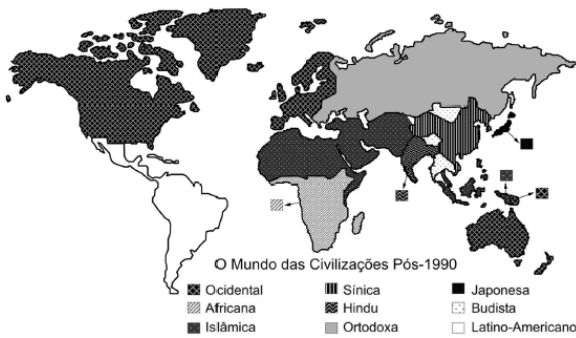 O Mundo das Civilizações Pós-1990
Ocidental
Sínica
Japonesa
Africana
Hindu
Budista
Islâmica
Ortodoxa
Latino-Americano